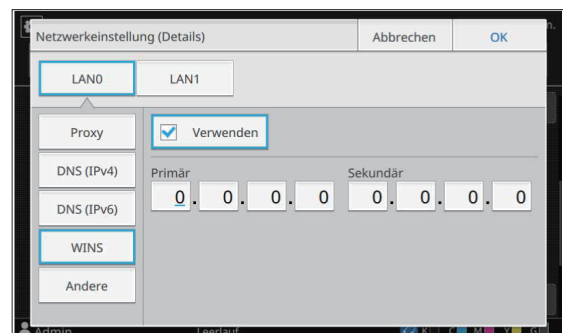 Netzwerkeinstellung (Details) Abbrechen OK
LAN0 LAN1
Proxy Verwenden
DNS (IPv4) Primär Sekundär
0 . 0 . 0 . 0 0 . 0 . 0 . 0
DNS (IPv6)
WINS
Andere
Admin Leerlauf K C M Y G